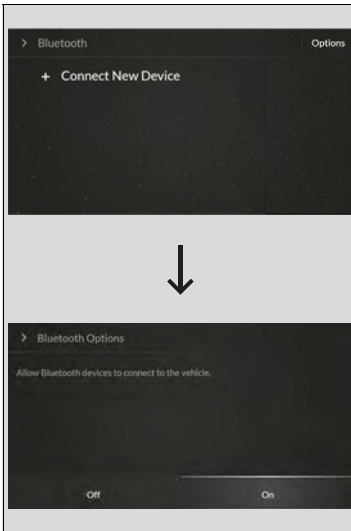 > Bluetooth
Options
+ Connect New Device
> Bluetooth Options
Allow Bluetooth devices to connect to the vehicle.
Off
On